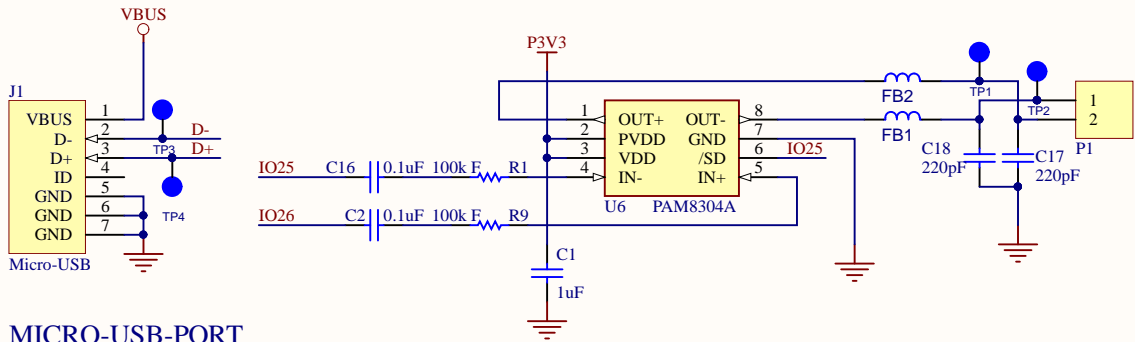 VBUS
P3V3
J1
VBUS 1
D- 2 D-
TP3
D+ 3 D+
ID 4
GND 5
GND 6
GND 7
TP4
Micro-USB
IO25 C16 0.1uF 100k F R1
IO26 C2 0.1uF 100k F R9
1 OUT+ OUT- 8
2 PVDD GND 7
3 VDD /SD 6 IO25
4 IN- IN+ 5
U6 PAM8304A
C1
1uF
FB2
FB1
TP1
TP2
1
2
P1
C18
220pF
C17
220pF
MICRO-USB-PORT